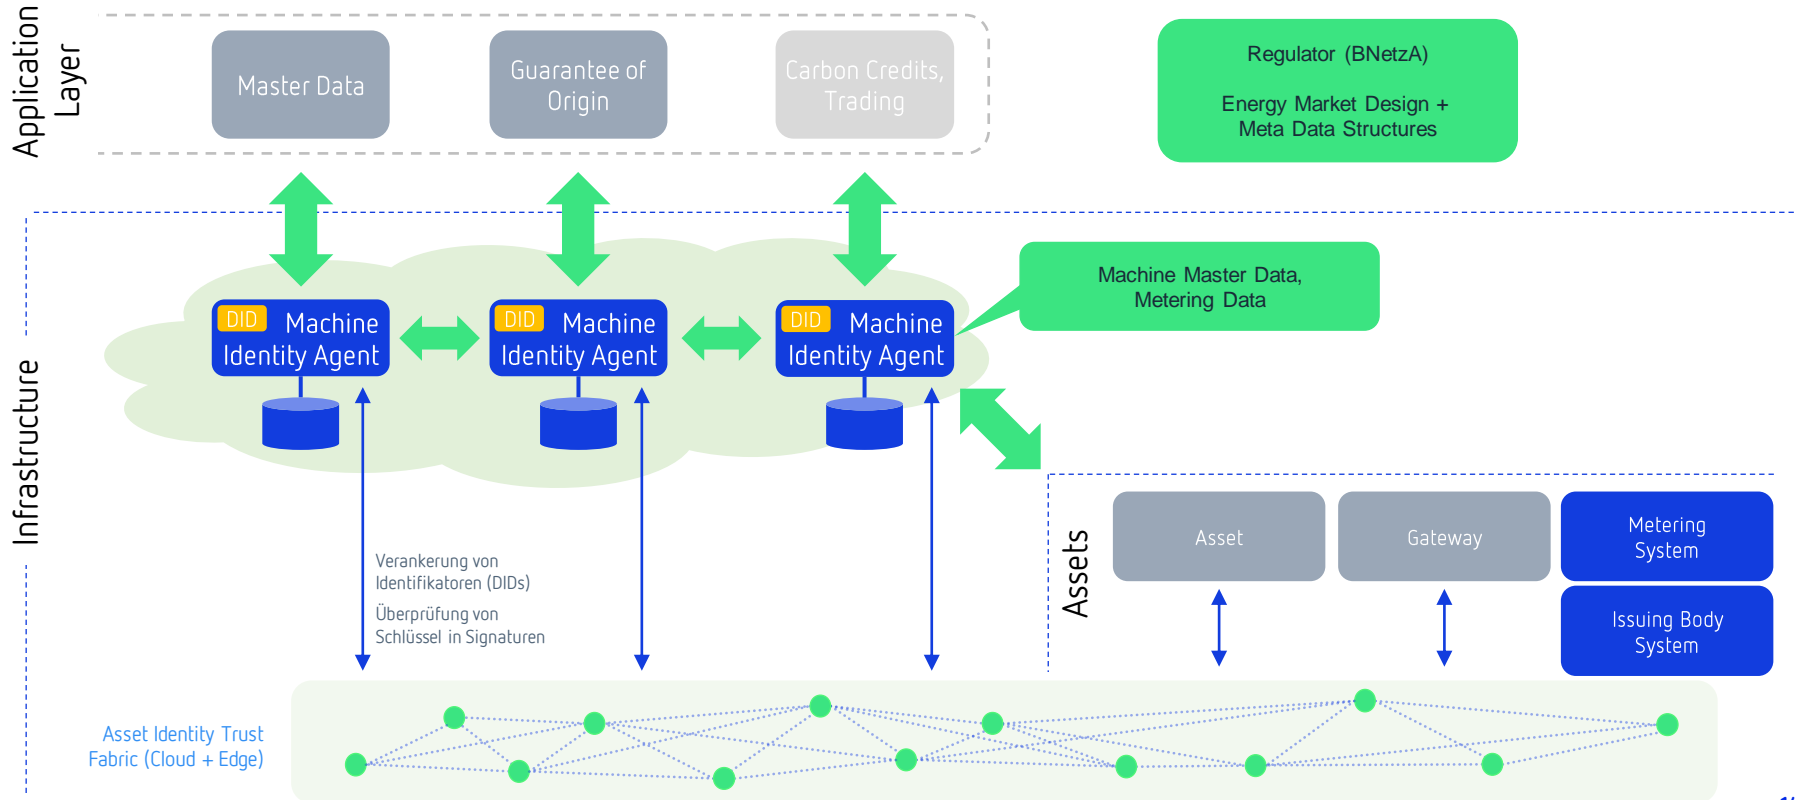 Application
Layer
Master Data
Guarantee of
Origin
Carbon Credits,
Trading
Regulator (BNetzA)
Energy Market Design +
Meta Data Structures
Infrastructure
DID
Machine
Identity Agent
DID
Machine
Identity Agent
DID
Machine
Identity Agent
Machine Master Data,
Metering Data
Verankerung von
Identifikatoren (DIDs)
Überprüfung von
Schlüssel in Signaturen
Assets
Asset
Gateway
Metering
System
Issuing Body
System
Asset Identity Trust
Fabric (Cloud + Edge)